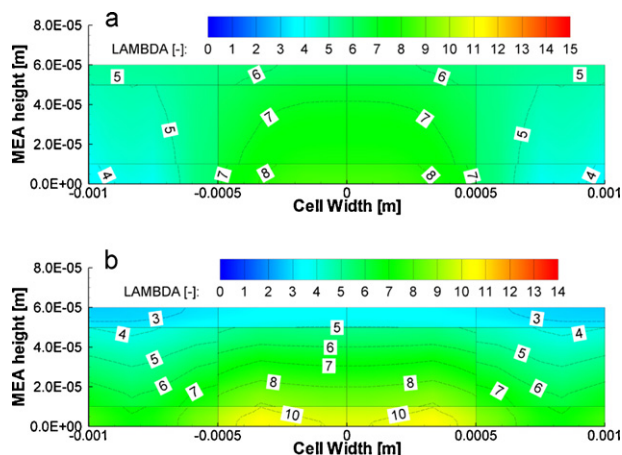 a
LAMBDA [-]:
0 1 2 3 4 5 6 7 8 9 10 11 12 13 14 15
MEA height [m]
8.0E-05
6.0E-05
4.0E-05
2.0E-05
0.0E+00
5 6 6 5
7 7
5 5
4 7 8 8 7 4
-0.001 -0.0005 0 0.0005 0.001
Cell Width [m]
b
LAMBDA [-]:
0 1 2 3 4 5 6 7 8 9 10 11 12 13 14
MEA height [m]
8.0E-05
6.0E-05
4.0E-05
2.0E-05
0.0E+00
3 3
4 5 4
6
5 7 5
6 7 8 8 7 6
10 10
-0.001 -0.0005 0 0.0005 0.001
Cell Width [m]